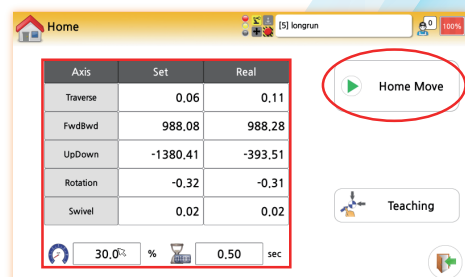 Home
[5] longrun
0
100%
Axis Set Real
Traverse 0.06 0.11
FwdBwd 988.08 988.28
UpDown -1380.41 -393.51
Rotation -0.32 -0.31
Swivel 0.02 0.02
30.0 % 0.50 sec
Home Move
Teaching